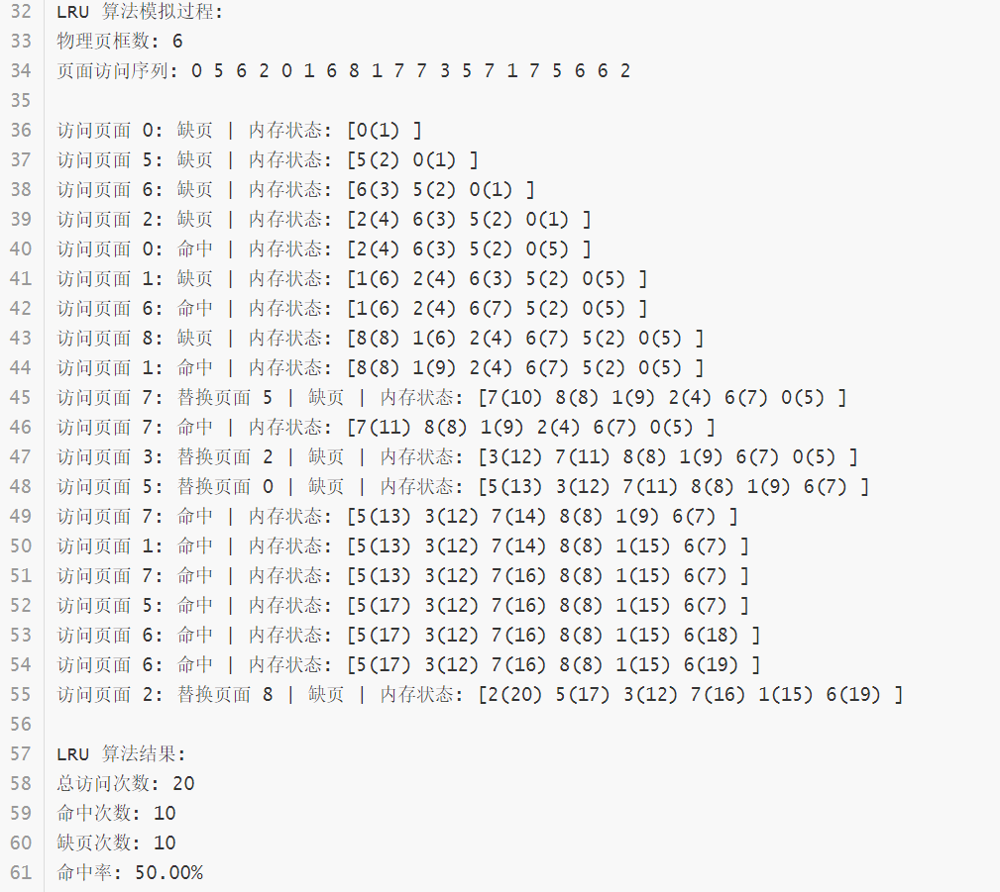 32 LRU 算法模拟过程:
33 物理页框数: 6
34 页面访问序列: 0 5 6 2 0 1 6 8 1 7 7 3 5 7 1 7 5 6 6 2
35
36 访问页面 0: 缺页 | 内存状态: [0(1) ]
37 访问页面 5: 缺页 | 内存状态: [5(2) 0(1) ]
38 访问页面 6: 缺页 | 内存状态: [6(3) 5(2) 0(1) ]
39 访问页面 2: 缺页 | 内存状态: [2(4) 6(3) 5(2) 0(1) ]
40 访问页面 0: 命中 | 内存状态: [2(4) 6(3) 5(2) 0(5) ]
41 访问页面 1: 缺页 | 内存状态: [1(6) 2(4) 6(3) 5(2) 0(5) ]
42 访问页面 6: 命中 | 内存状态: [1(6) 2(4) 6(7) 5(2) 0(5) ]
43 访问页面 8: 缺页 | 内存状态: [8(8) 1(6) 2(4) 6(7) 5(2) 0(5) ]
44 访问页面 1: 命中 | 内存状态: [8(8) 1(9) 2(4) 6(7) 5(2) 0(5) ]
45 访问页面 7: 替换页面 5 | 缺页 | 内存状态: [7(10) 8(8) 1(9) 2(4) 6(7) 0(5) ]
46 访问页面 7: 命中 | 内存状态: [7(11) 8(8) 1(9) 2(4) 6(7) 0(5) ]
47 访问页面 3: 替换页面 2 | 缺页 | 内存状态: [3(12) 7(11) 8(8) 1(9) 6(7) 0(5) ]
48 访问页面 5: 替换页面 0 | 缺页 | 内存状态: [5(13) 3(12) 7(11) 8(8) 1(9) 6(7) ]
49 访问页面 7: 命中 | 内存状态: [5(13) 3(12) 7(14) 8(8) 1(9) 6(7) ]
50 访问页面 1: 命中 | 内存状态: [5(13) 3(12) 7(14) 8(8) 1(15) 6(7) ]
51 访问页面 7: 命中 | 内存状态: [5(13) 3(12) 7(16) 8(8) 1(15) 6(7) ]
52 访问页面 5: 命中 | 内存状态: [5(17) 3(12) 7(16) 8(8) 1(15) 6(7) ]
53 访问页面 6: 命中 | 内存状态: [5(17) 3(12) 7(16) 8(8) 1(15) 6(18) ]
54 访问页面 6: 命中 | 内存状态: [5(17) 3(12) 7(16) 8(8) 1(15) 6(19) ]
55 访问页面 2: 替换页面 8 | 缺页 | 内存状态: [2(20) 5(17) 3(12) 7(16) 1(15) 6(19) ]
56
57 LRU 算法结果:
58 总访问次数: 20
59 命中次数: 10
60 缺页次数: 10
61 命中率: 50.00%